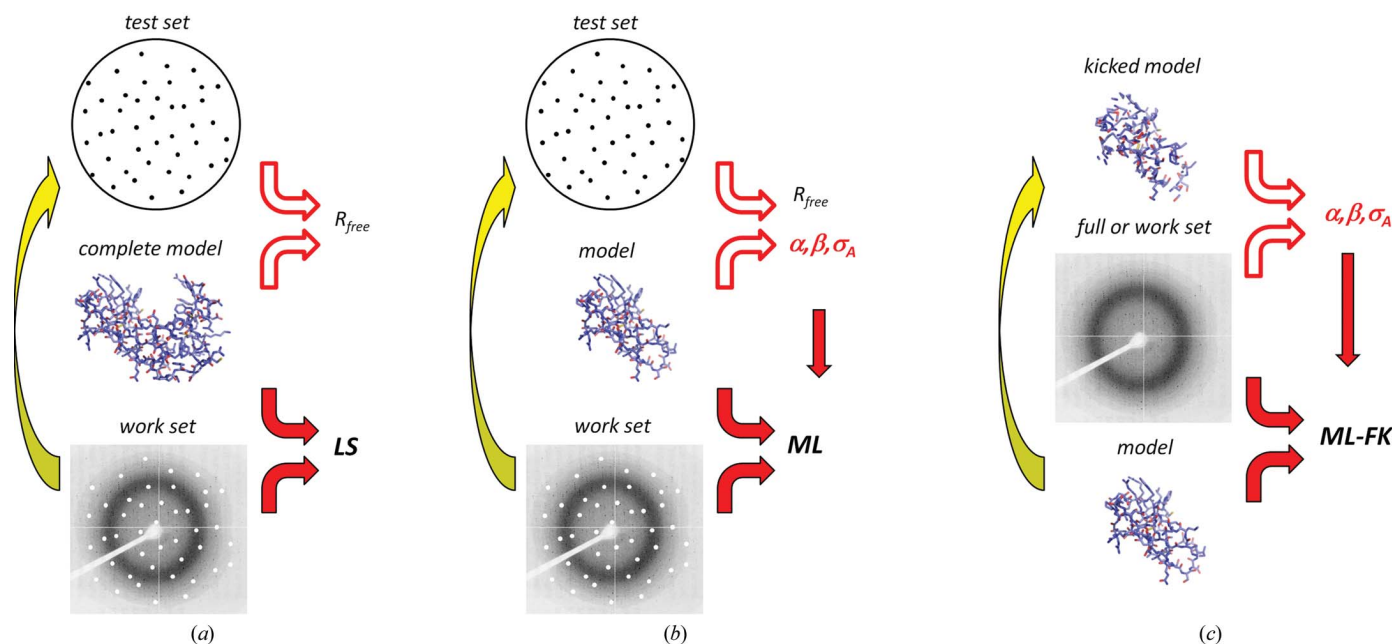 test set
R_free
complete model
LS
work set
(a)
test set
R_free
α,β,σ_A
model
ML
work set
(b)
kicked model
α,β,σ_A
full or work set
ML-FK
model
(c)